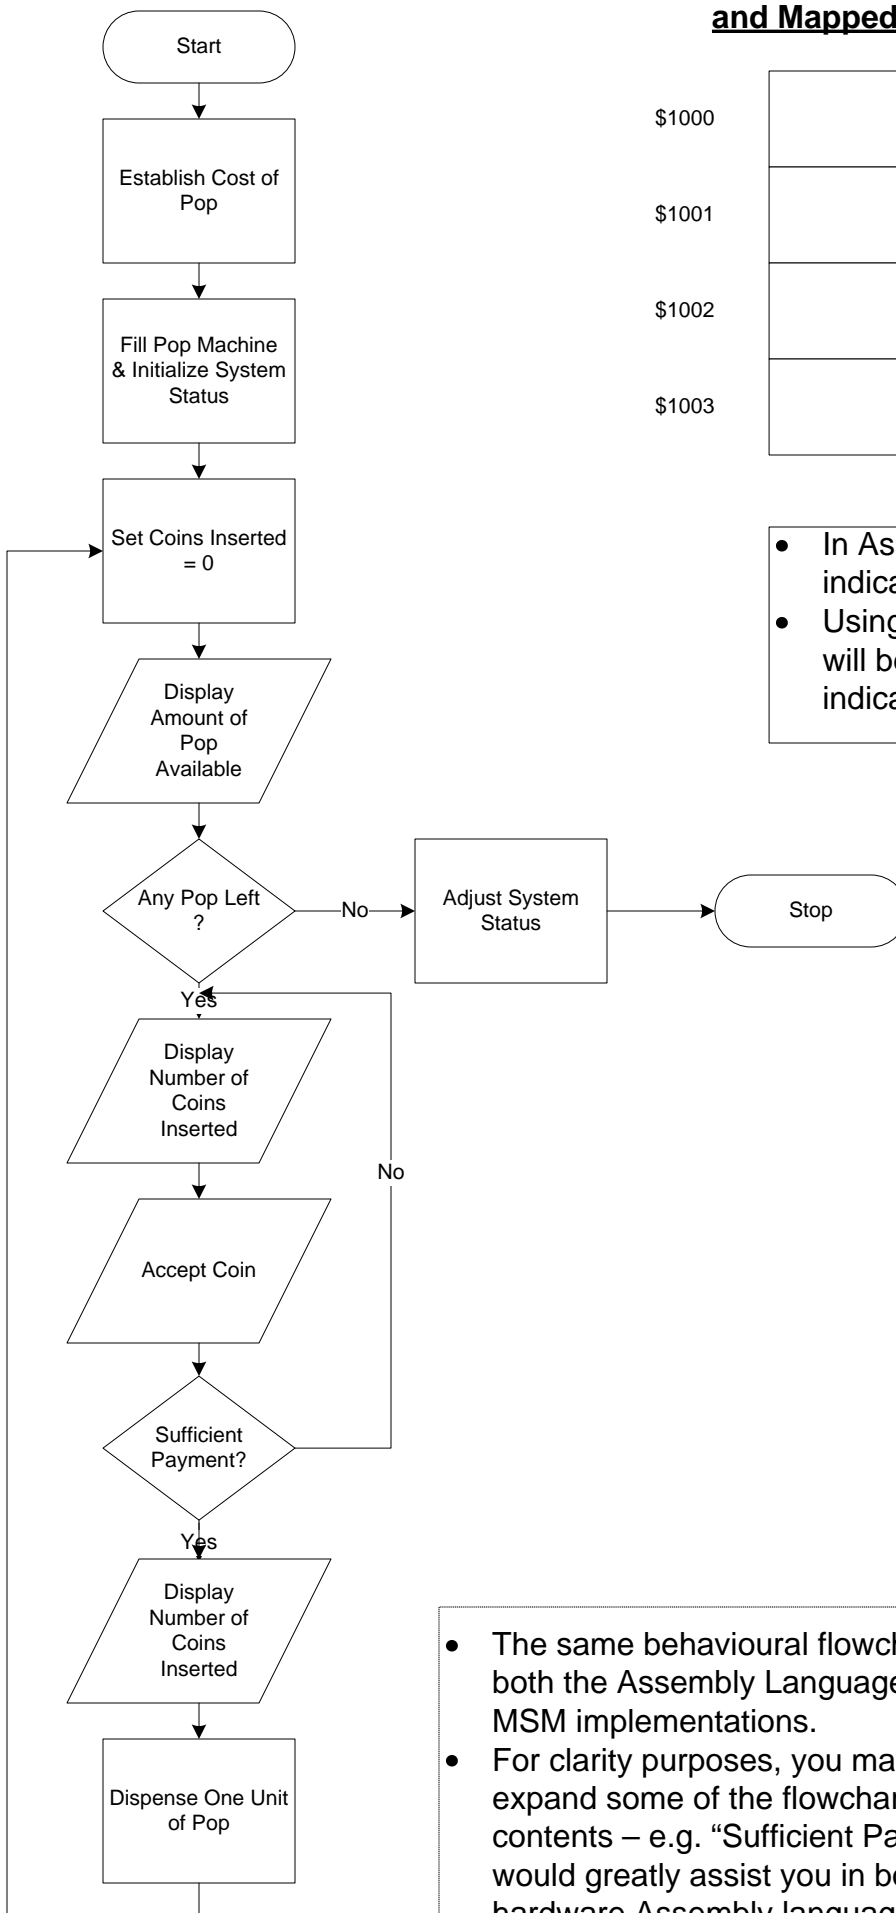 and Mapped
Start
Establish Cost of
Pop
Fill Pop Machine
& Initialize System
Status
Set Coins Inserted
= 0
Display
Amount of
Pop
Available
Any Pop Left
?
No
Adjust System
Status
Stop
Yes
Display
Number of
Coins
Inserted
Accept Coin
No
Sufficient
Payment?
Yes
Display
Number of
Coins
Inserted
Dispense One Unit
of Pop
$1000
$1001
$1002
$1003
• In As
indica
• Using
will be
indica
• The same behavioural flowch
both the Assembly Language
MSM implementations.
• For clarity purposes, you ma
expand some of the flowchar
contents – e.g. “Sufficient Pa
would greatly assist you in be
hardware Assembly languag